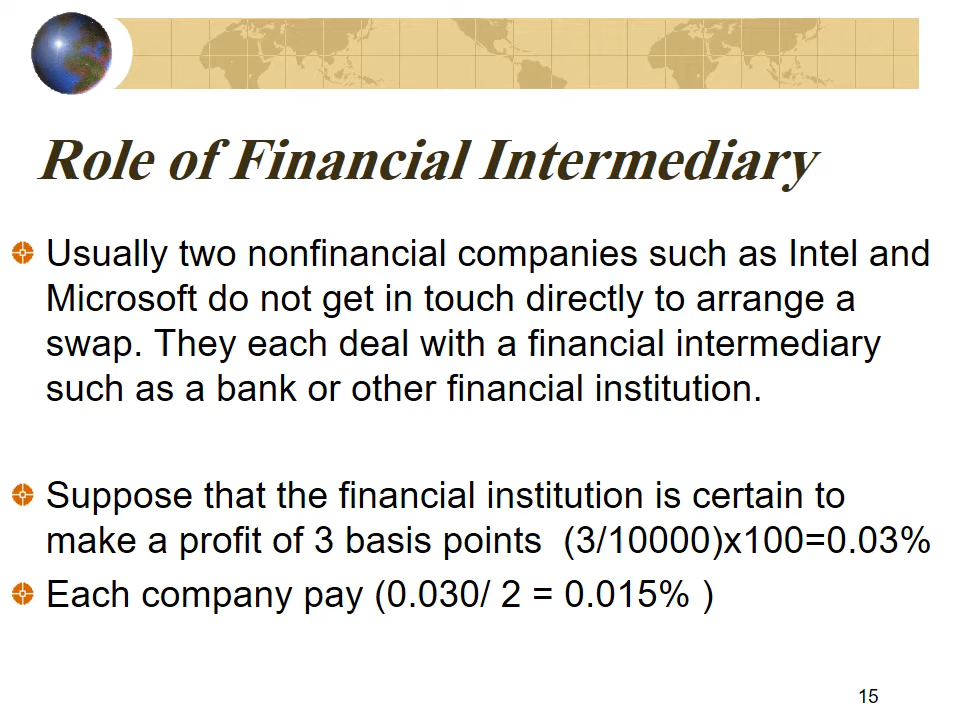 Role of Financial Intermediary
Usually two nonfinancial companies such as Intel and
Microsoft do not get in touch directly to arrange a
swap. They each deal with a financial intermediary
such as a bank or other financial institution.
Suppose that the financial institution is certain to
make a profit of 3 basis points  (3/10000)x100=0.03%
Each company pay (0.030/ 2 = 0.015% )
15